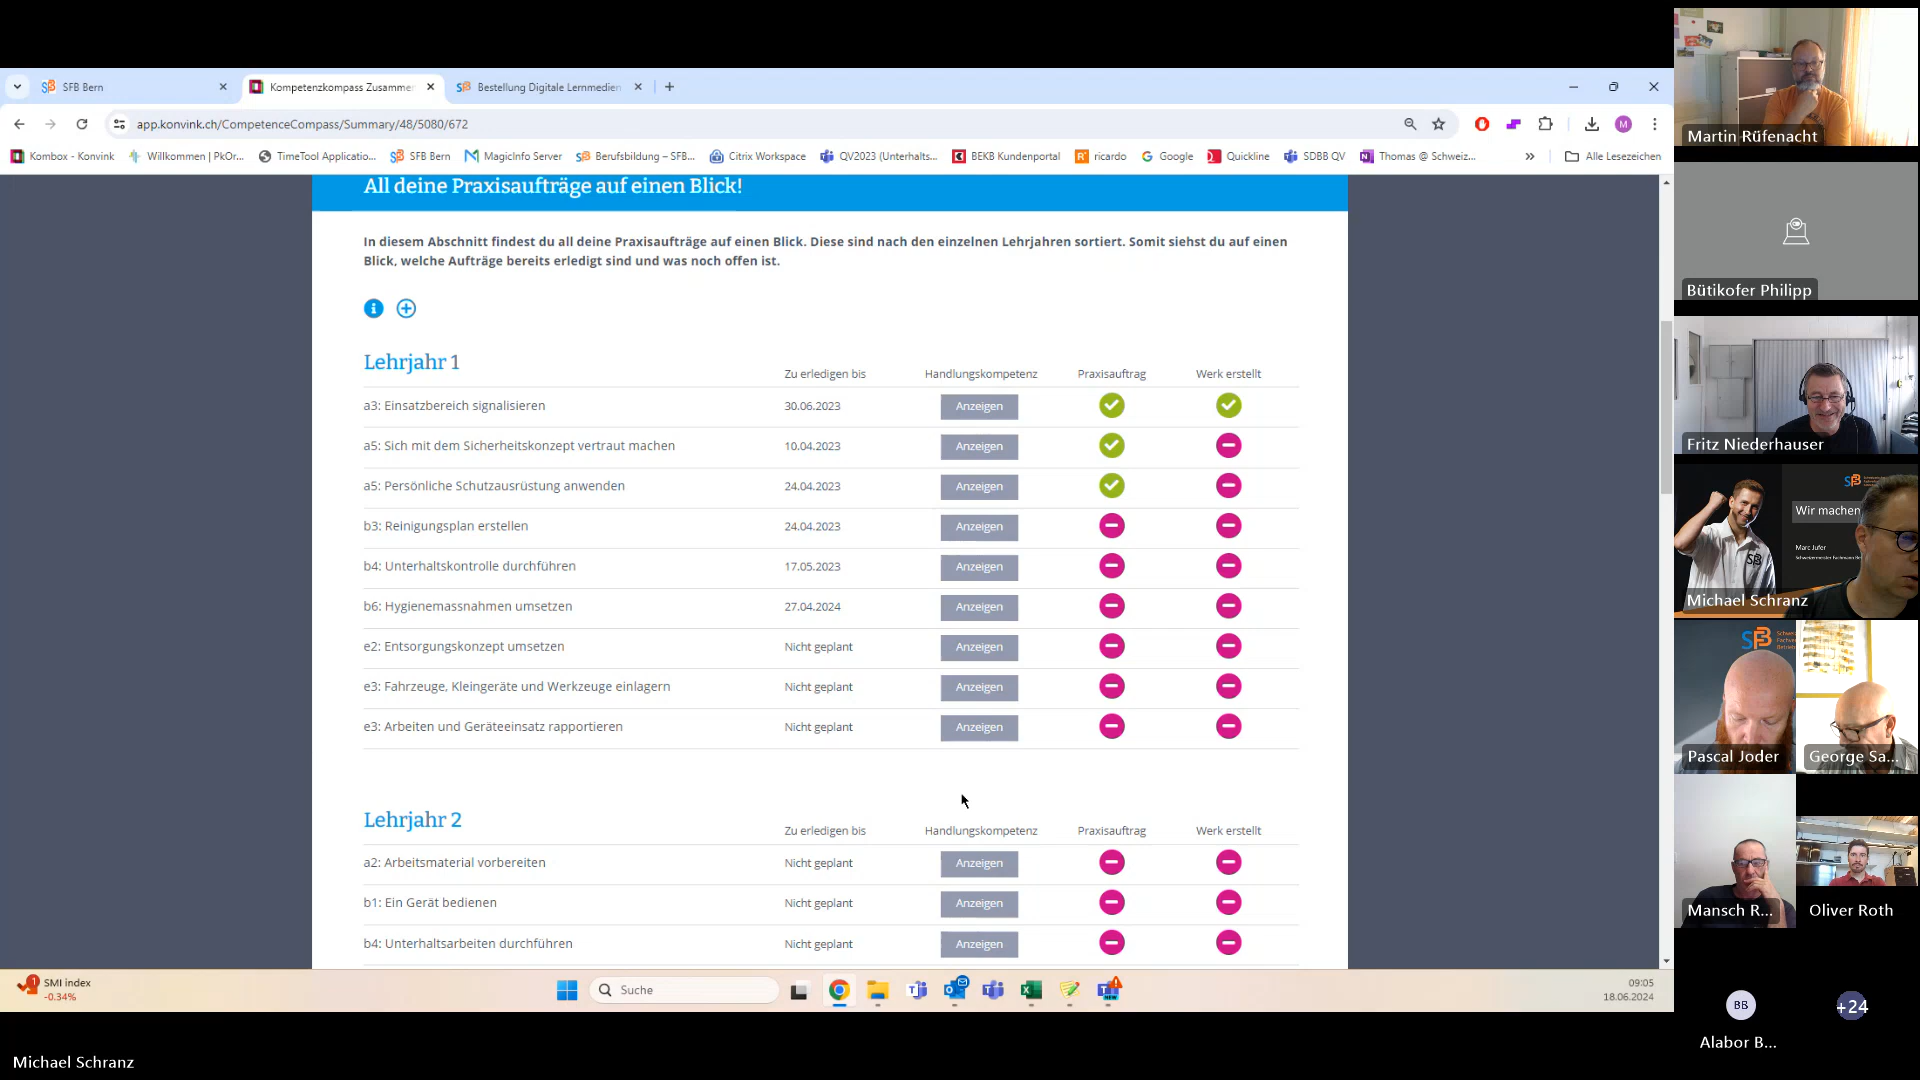 SFB Bern
Kompetenzkompass Zusammer
Bestellung Digitale Lernmedien
app.konvink.ch/CompetenceCompass/Summary/48/5080/672
M
Kombox - Konvink
Willkommen | PkOr...
TimeTool Applicatio...
SFB Bern
MagicInfo Server
Berufsbildung – SFB...
Citrix Workspace
QV2023 (Unterhalts...
BEKB Kundenportal
ricardo
Google
Quickline
SDBB QV
Thomas @ Schweiz...
»
Alle Lesezeichen
All deine Praxisaufträge auf einen Blick!
In diesem Abschnitt findest du all deine Praxisaufträge auf einen Blick. Diese sind nach den einzelnen Lehrjahren sortiert. Somit siehst du auf einen
Blick, welche Aufträge bereits erledigt sind und was noch offen ist.
Lehrjahr 1
Zu erledigen bis Handlungskompetenz Praxisauftrag Werk erstellt
a3: Einsatzbereich signalisieren 30.06.2023 Anzeigen
a5: Sich mit dem Sicherheitskonzept vertraut machen 10.04.2023 Anzeigen
a5: Persönliche Schutzausrüstung anwenden 24.04.2023 Anzeigen
b3: Reinigungsplan erstellen 24.04.2023 Anzeigen
b4: Unterhaltskontrolle durchführen 17.05.2023 Anzeigen
b6: Hygienemassnahmen umsetzen 27.04.2024 Anzeigen
e2: Entsorgungskonzept umsetzen Nicht geplant Anzeigen
e3: Fahrzeuge, Kleingeräte und Werkzeuge einlagern Nicht geplant Anzeigen
e3: Arbeiten und Geräteeinsatz rapportieren Nicht geplant Anzeigen
Lehrjahr 2
Zu erledigen bis Handlungskompetenz Praxisauftrag Werk erstellt
a2: Arbeitsmaterial vorbereiten Nicht geplant Anzeigen
b1: Ein Gerät bedienen Nicht geplant Anzeigen
b4: Unterhaltsarbeiten durchführen Nicht geplant Anzeigen
1
SMI index
-0.34%
Suche
09:05
18.06.2024
Michael Schranz
Martin Rüfenacht
Bütikofer Philipp
Fritz Niederhauser
SFB
Wir machen
Marc Jufer
Michael Schranz
SFB
Pascal Joder
George Sa...
Mansch R...
Oliver Roth
BB
Alabor B...
+24